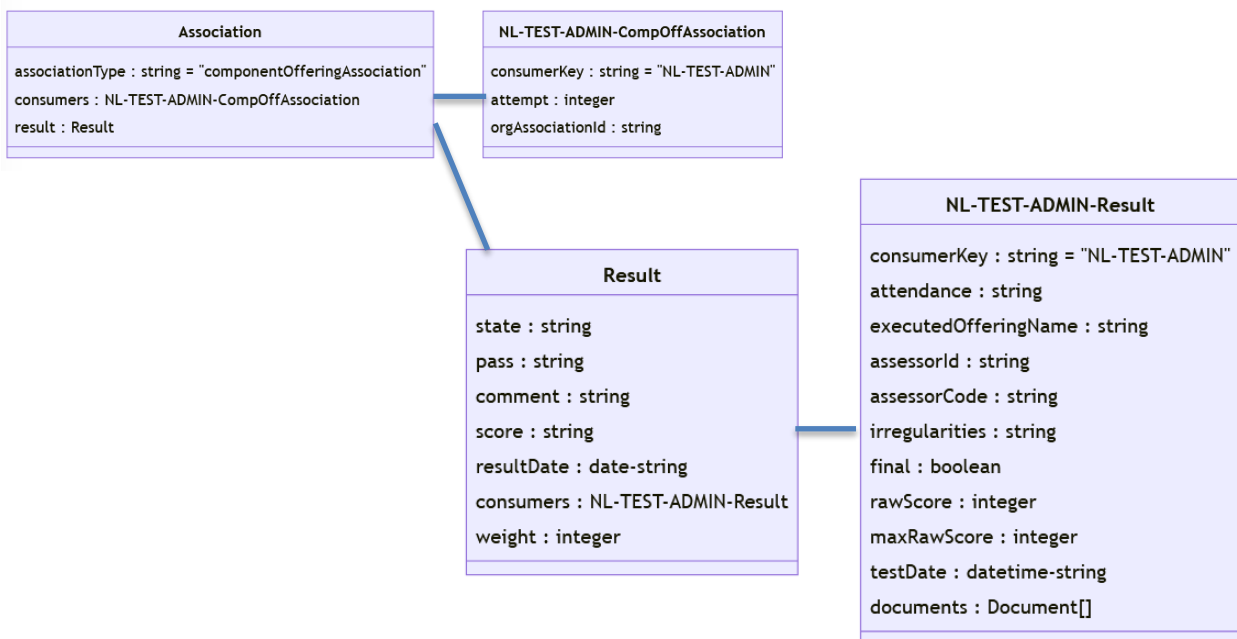 Association
associationType : string = "componentOfferingAssociation"
consumers : NL-TEST-ADMIN-CompOffAssociation
result : Result
NL-TEST-ADMIN-CompOffAssociation
consumerKey : string = "NL-TEST-ADMIN"
attempt : integer
orgAssociationId : string
Result
state : string
pass : string
comment : string
score : string
resultDate : date-string
consumers : NL-TEST-ADMIN-Result
weight : integer
NL-TEST-ADMIN-Result
consumerKey : string = "NL-TEST-ADMIN"
attendance : string
executedOfferingName : string
assessorId : string
assessorCode : string
irregularities : string
final : boolean
rawScore : integer
maxRawScore : integer
testDate : datetime-string
documents : Document[]